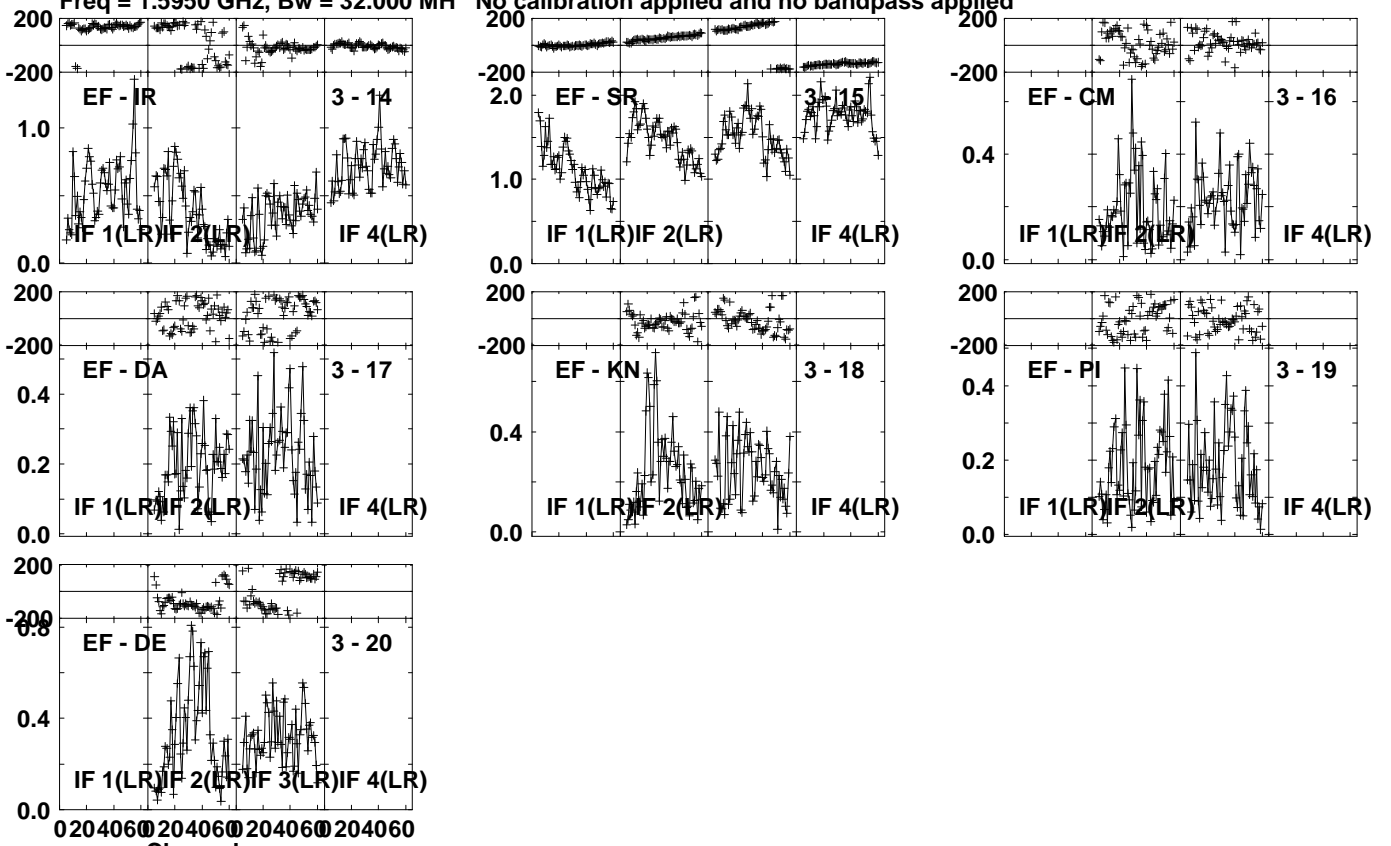 Freq = 1.5950 GHz, Bw = 32.000 MH No calibration applied and no bandpass applied
200
-200
EF - IR 3 - 14
1.0
IF 1(LR) IF 2(LR) IF 4(LR)
0.0
EF - SR 3 - 15
2.0
1.0
IF 1(LR) IF 2(LR) IF 4(LR)
0.0
200
-200
EF - CM 3 - 16
0.4
IF 1(LR) IF 2(LR) IF 4(LR)
0.0
200
-200
200
-200
EF - DA 3 - 17
0.4
0.2
IF 1(LR) IF 2(LR) IF 4(LR)
0.0
200
-200
EF - KN 3 - 18
0.4
IF 1(LR) IF 2(LR) IF 4(LR)
0.0
200
-200
EF - PI 3 - 19
0.4
0.2
IF 1(LR) IF 2(LR) IF 4(LR)
0.0
200
-200
0.8
EF - DE 3 - 20
0.4
IF 1(LR) IF 2(LR) IF 3(LR) IF 4(LR)
0.0
0 20 40 60 0 20 40 60 0 20 40 60 0 20 40 60